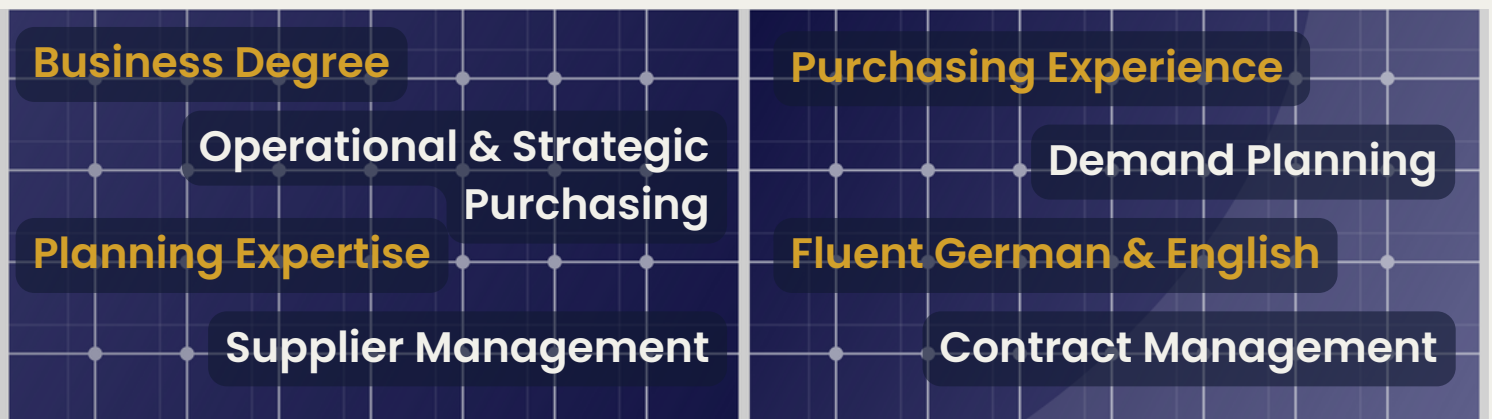 Business Degree
Operational & Strategic
Purchasing
Planning Expertise
Supplier Management
Purchasing Experience
Demand Planning
Fluent German & English
Contract Management